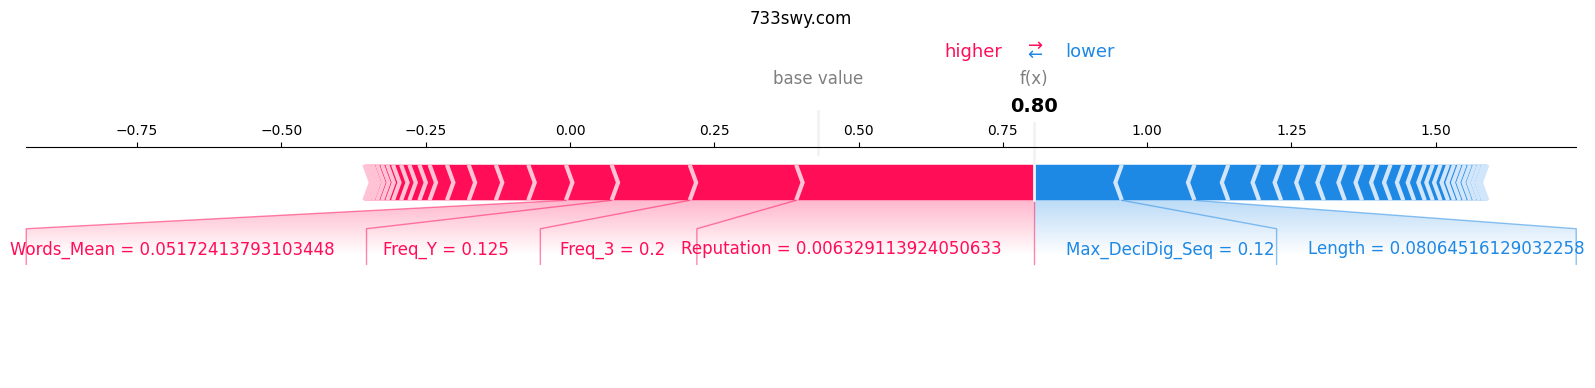 733swy.com
higher ⇄ lower
base value f(x)
0.80
−0.75 −0.50 −0.25 0.00 0.25 0.50 0.75 1.00 1.25 1.50
Words_Mean = 0.05172413793103448 Freq_Y = 0.125 Freq_3 = 0.2 Reputation = 0.006329113924050633 Max_DeciDig_Seq = 0.12 Length = 0.08064516129032258